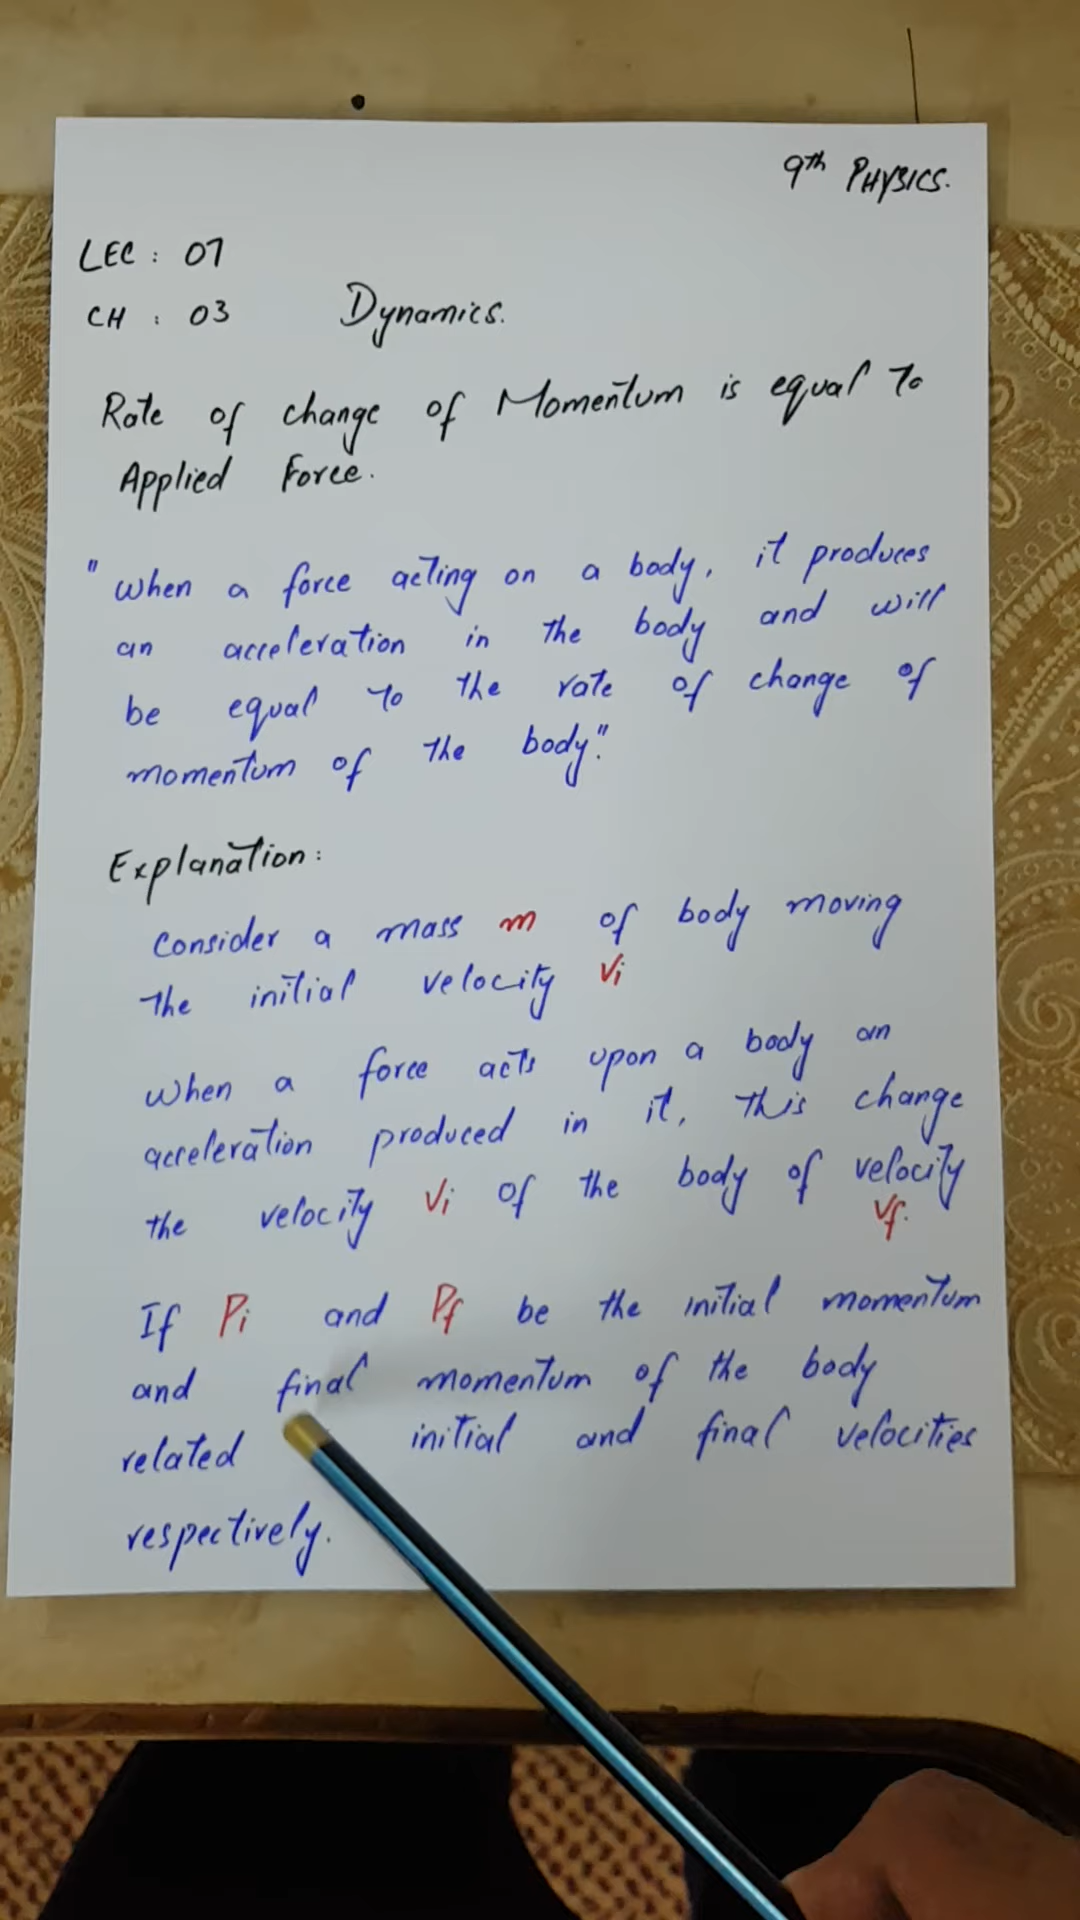 9th PHYSICS.
LEC : 07
CH : 03 Dynamics.
Rate of change of Momentum is equal To
Applied Force.
"When a force acting on a body, it produces
an acceleration in the body and will
be equal to the rate of change of
momentum of the body."
Explanation:
Consider a mass m of body moving
the initial velocity Vi
When a force acts upon a body an
acceleration produced in it, This change
the velocity Vi of the body of velocity
Vf.
If Pi and Pf be the initial momentum
and final momentum of the body
related initial and final velocities
respectively.